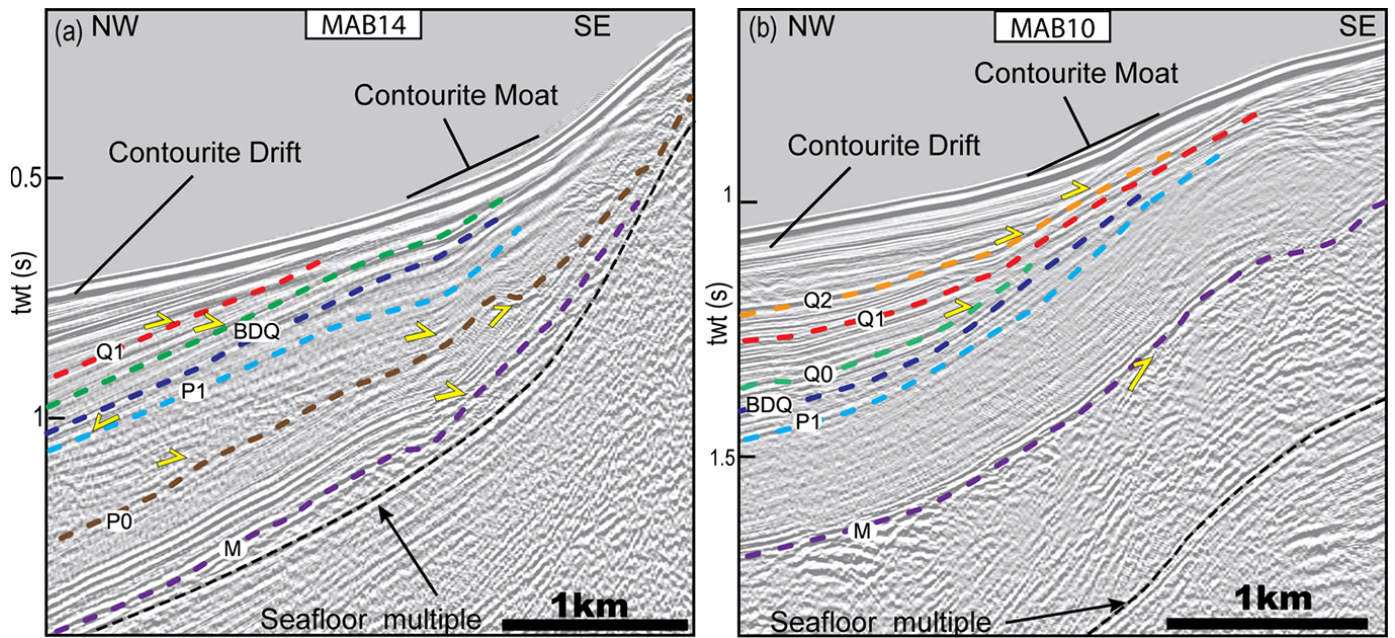 (a) NW
MAB14
SE
Contourite Moat
Contourite Drift
0.5
twt (s)
1
Q1
BDQ
P1
P0
M
Seafloor multiple
1km
(b) NW
MAB10
SE
Contourite Moat
Contourite Drift
1
twt (s)
1.5
Q2
Q1
Q0
BDQ
P1
M
Seafloor multiple
1km